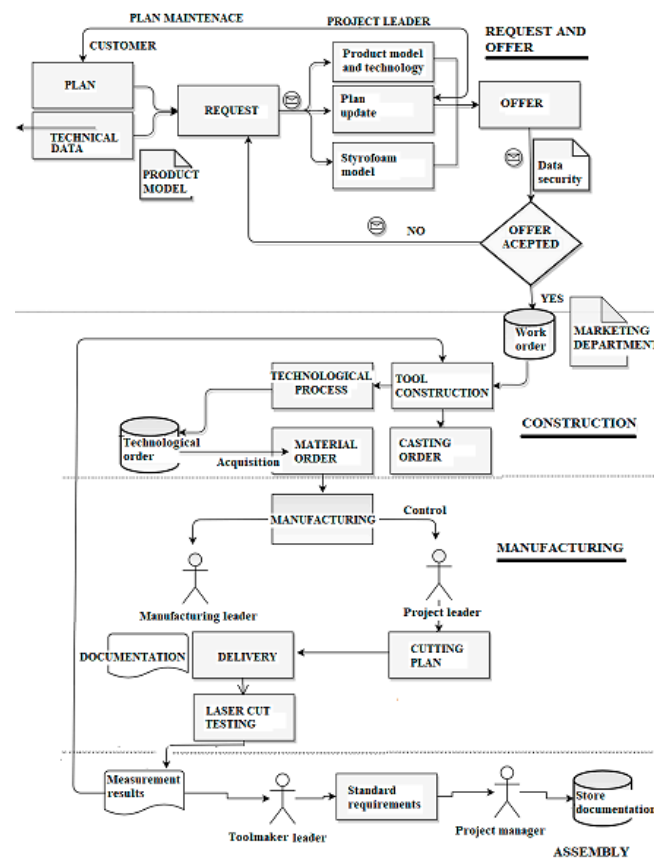 PLAN MAINTENACE
PROJECT LEADER
REQUEST AND
OFFER
CUSTOMER
PLAN
TECHNICAL
DATA
PRODUCT
MODEL
REQUEST
Product model
and technology
Plan
update
Styrofoam
model
OFFER
Data
security
OFFER
ACEPTED
NO
YES
Work
order
MARKETING
DEPARTMENT
TECHNOLOGICAL
PROCESS
TOOL
CONSTRUCTION
CONSTRUCTION
Technological
order
Acquisition
MATERIAL
ORDER
CASTING
ORDER
MANUFACTURING
Control
MANUFACTURING
Manufacturing leader
Project leader
DOCUMENTATION
DELIVERY
CUTTING
PLAN
LASER CUT
TESTING
Measurement
results
Toolmaker leader
Standard
requirements
Project manager
Store
documentation
ASSEMBLY